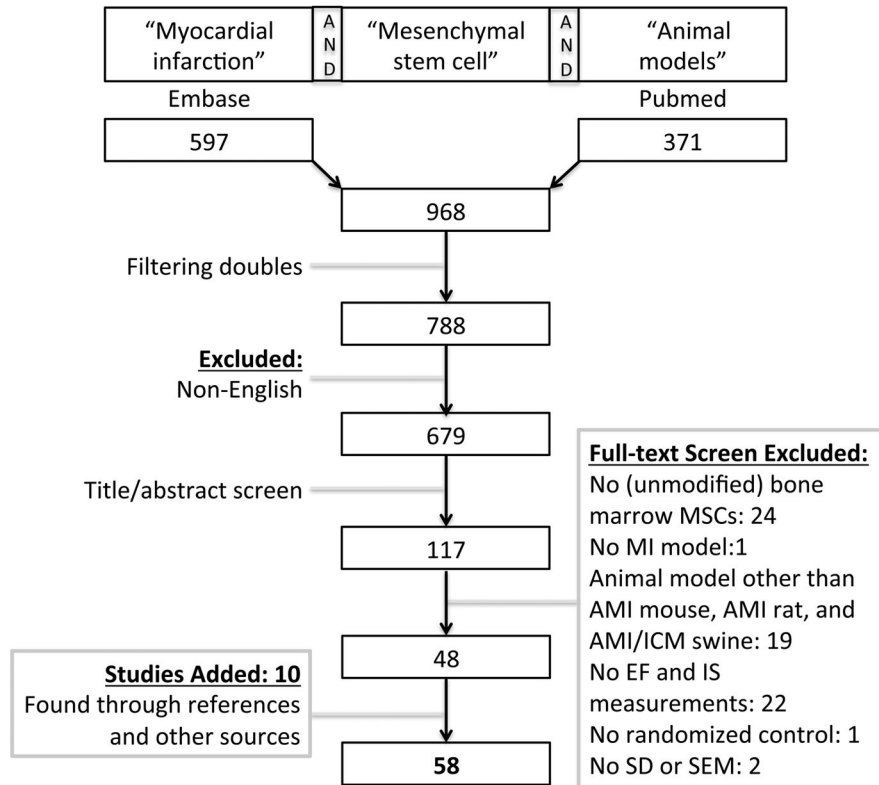 “Myocardial infarction”
AND
“Mesenchymal stem cell”
AND
“Animal models”
Embase
Pubmed
597
371
968
Filtering doubles
788
Excluded:
Non-English
679
Title/abstract screen
117
Full-text Screen Excluded:
No (unmodified) bone
marrow MSCs: 24
No MI model:1
Animal model other than
AMI mouse, AMI rat, and
AMI/ICM swine: 19
No EF and IS
measurements: 22
No randomized control: 1
No SD or SEM: 2
48
Studies Added: 10
Found through references
and other sources
58